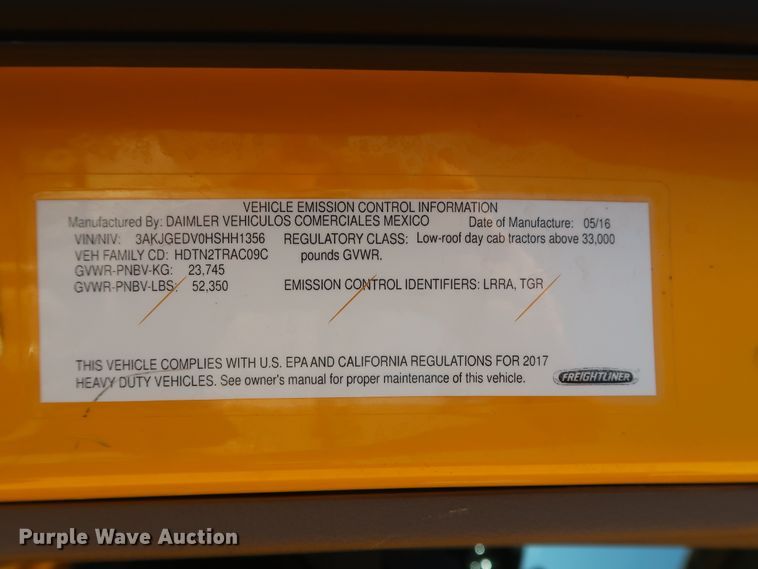 VEHICLE EMISSION CONTROL INFORMATION
Manufactured By: DAIMLER VEHICULOS COMERCIALES MEXICO Date of Manufacture: 05/16
VIN/NIV: 3AKJGEDV0HSHH1356 REGULATORY CLASS: Low-roof day cab tractors above 33,000
VEH FAMILY CD: HDTN2TRAC09C pounds GVWR.
GVWR-PNBV-KG: 23,745
GVWR-PNBV-LBS: 52,350 EMISSION CONTROL IDENTIFIERS: LRRA, TGR
THIS VEHICLE COMPLIES WITH U.S. EPA AND CALIFORNIA REGULATIONS FOR 2017
HEAVY DUTY VEHICLES. See owner's manual for proper maintenance of this vehicle.
FREIGHTLINER
Purple Wave Auction